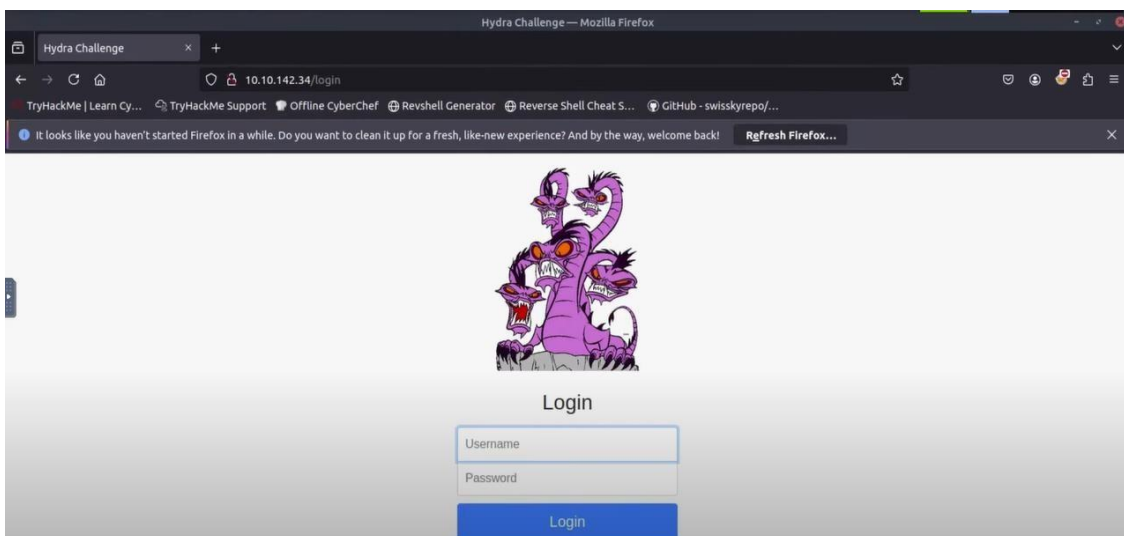 Hydra Challenge — Mozilla Firefox
Hydra Challenge
10.10.142.34/login
TryHackMe | Learn Cy... TryHackMe Support Offline CyberChef Revshell Generator Reverse Shell Cheat S... GitHub - swisskyrepo/...
It looks like you haven't started Firefox in a while. Do you want to clean it up for a fresh, like-new experience? And by the way, welcome back! Refresh Firefox...
Login
Username
Password
Login